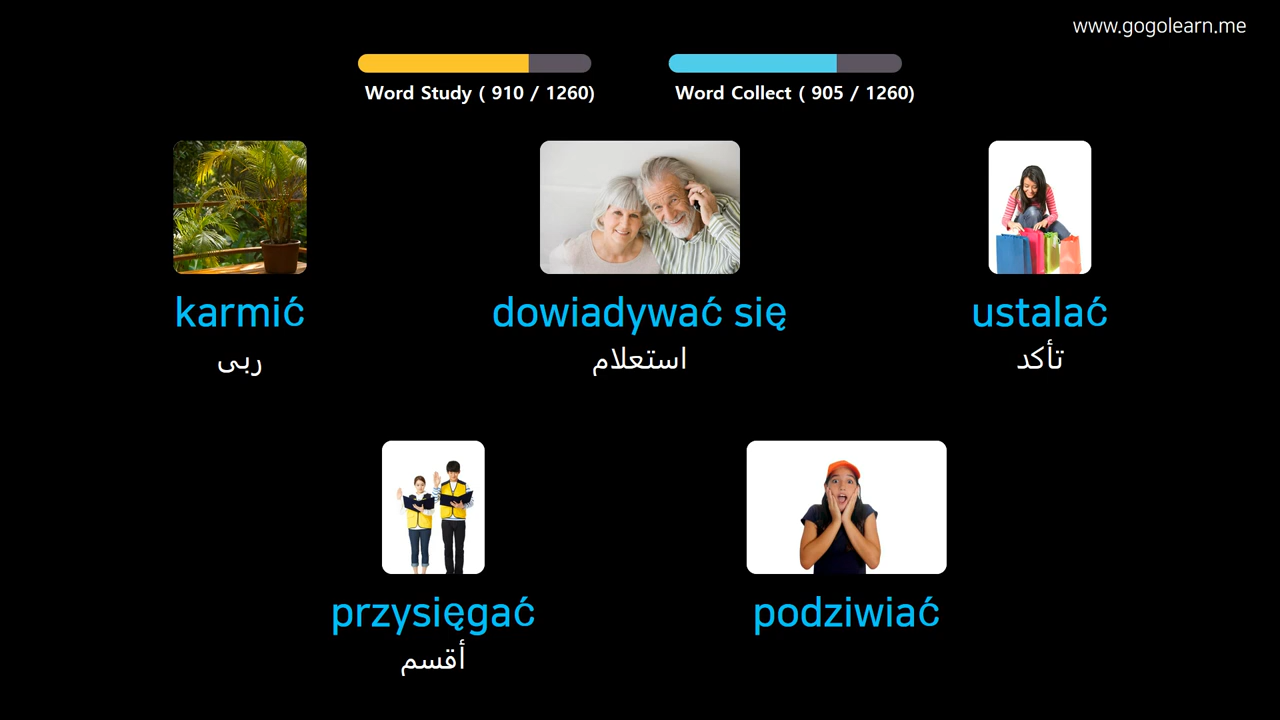 www.gogolearn.me
Word Study ( 910 / 1260)
Word Collect ( 905 / 1260)
karmić
ربى
dowiadywać się
استعلام
ustalać
تأكد
przysięgać
أقسم
podziwiać